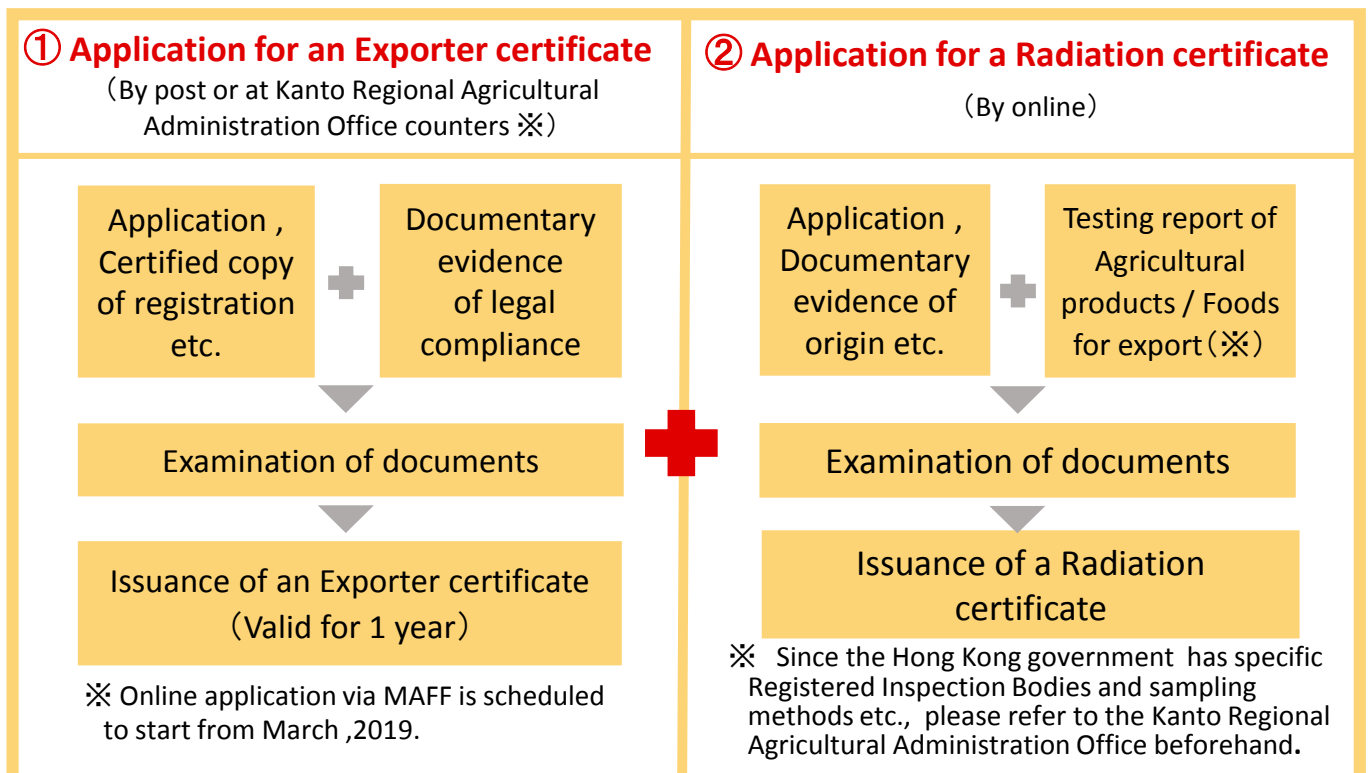 ① Application for an Exporter certificate
（By post or at Kanto Regional Agricultural
Administration Office counters ※）
Application ,
Certified copy
of registration
etc.
Documentary
evidence
of legal
compliance
Examination of documents
Issuance of an Exporter certificate
（Valid for 1 year）
※ Online application via MAFF is scheduled
to start from March ,2019.
② Application for a Radiation certificate
（By online）
Application ,
Documentary
evidence of
origin etc.
Testing report of
Agricultural
products / Foods
for export（※）
Examination of documents
Issuance of a Radiation
certificate
※ Since the Hong Kong government has specific
Registered Inspection Bodies and sampling
methods etc., please refer to the Kanto Regional
Agricultural Administration Office beforehand.